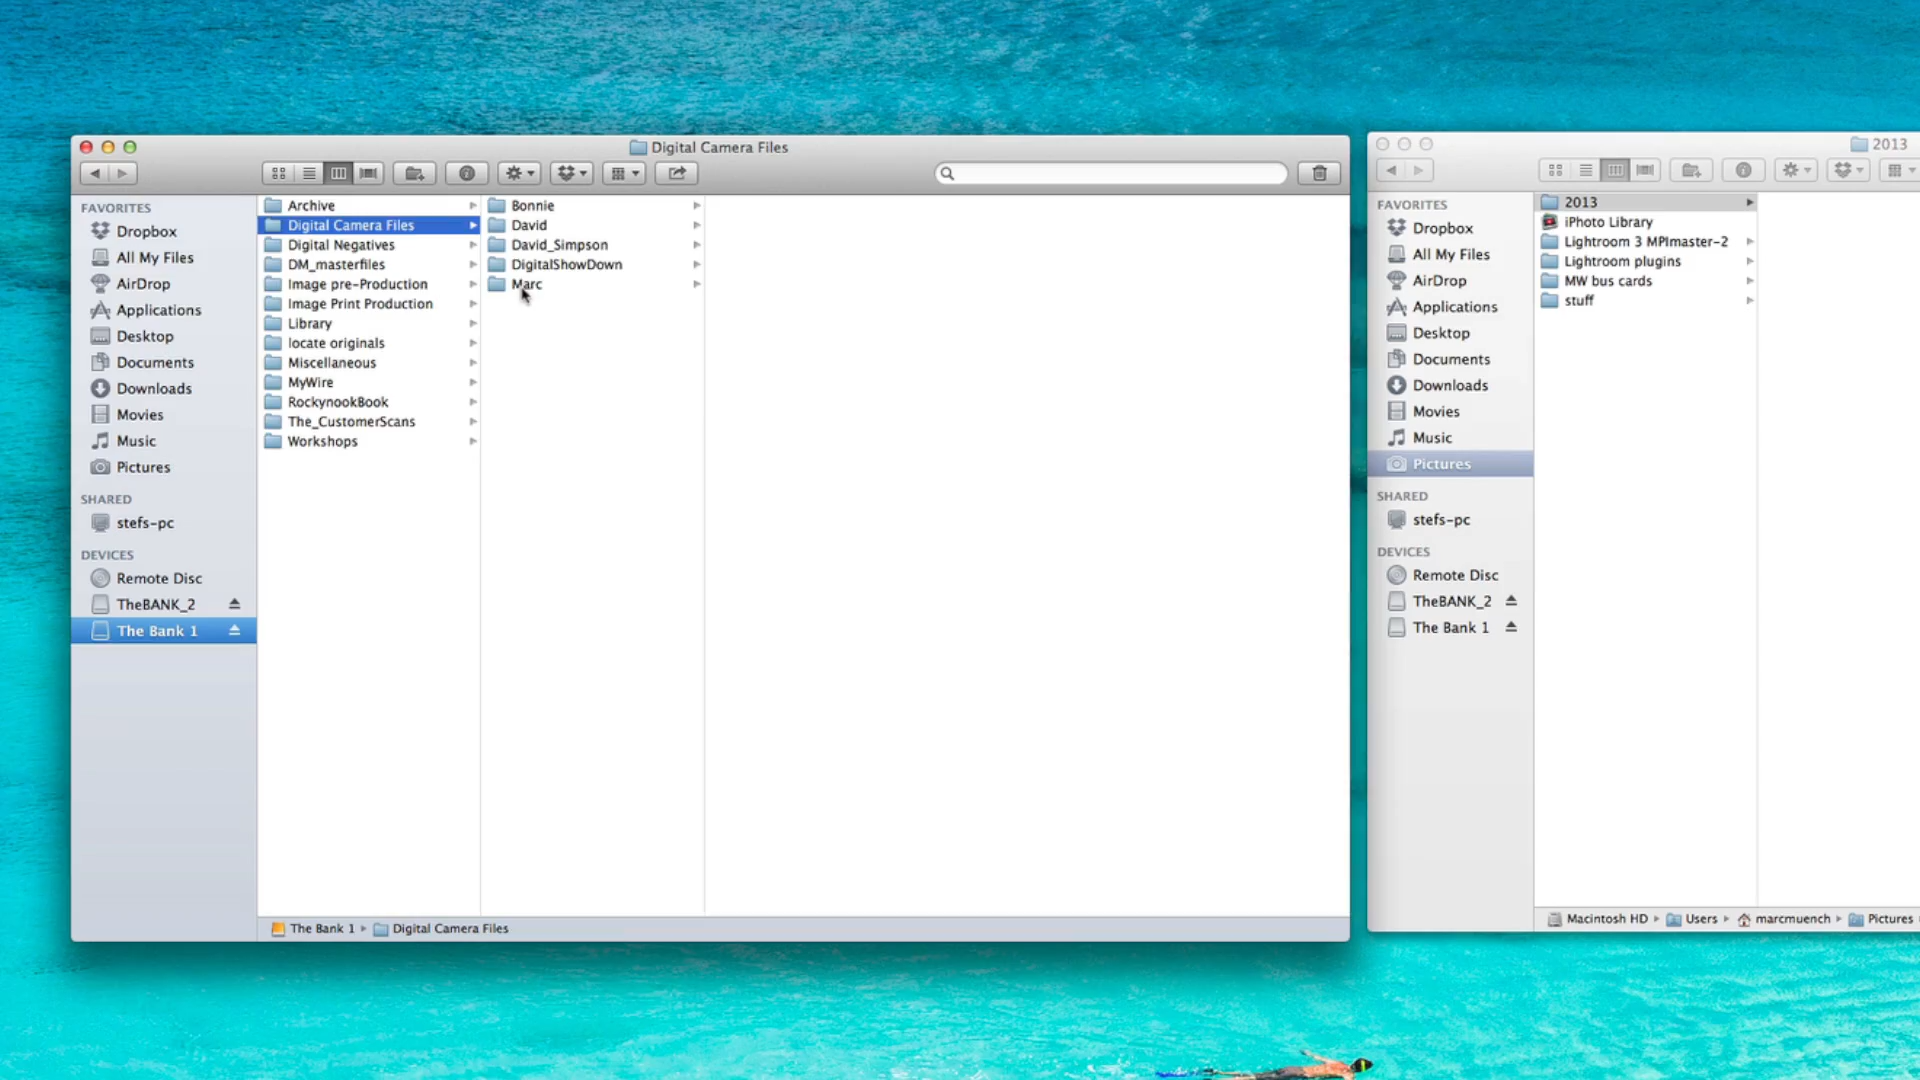 Digital Camera Files
FAVORITES
Dropbox
All My Files
AirDrop
Applications
Desktop
Documents
Downloads
Movies
Music
Pictures
SHARED
stefs-pc
DEVICES
Remote Disc
TheBANK_2
The Bank 1
Archive
Digital Camera Files
Digital Negatives
DM_masterfiles
Image pre-Production
Image Print Production
Library
locate originals
Miscellaneous
MyWire
RockynookBook
The_CustomerScans
Workshops
Bonnie
David
David_Simpson
DigitalShowDown
Marc
The Bank 1 Digital Camera Files
2013
FAVORITES
Dropbox
All My Files
AirDrop
Applications
Desktop
Documents
Downloads
Movies
Music
Pictures
SHARED
stefs-pc
DEVICES
Remote Disc
TheBANK_2
The Bank 1
2013
iPhoto Library
Lightroom 3 MPImaster-2
Lightroom plugins
MW bus cards
stuff
Macintosh HD Users marcmuench Pictures